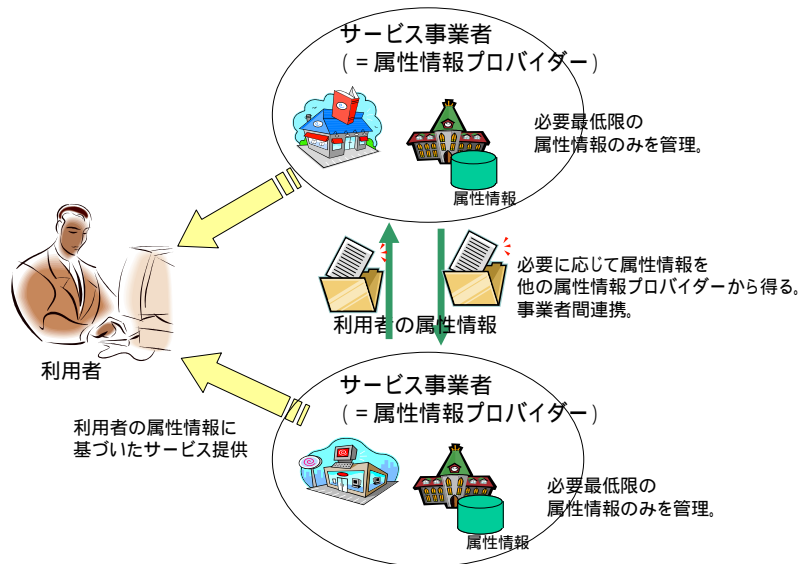 サービス事業者
(=属性情報プロバイダー)
必要最低限の
属性情報のみを管理。
属性情報
必要に応じて属性情報を
他の属性情報プロバイダーから得る。
事業者間連携。
利用者の属性情報
利用者
サービス事業者
(=属性情報プロバイダー)
利用者の属性情報に
基づいたサービス提供
必要最低限の
属性情報のみを管理。
属性情報